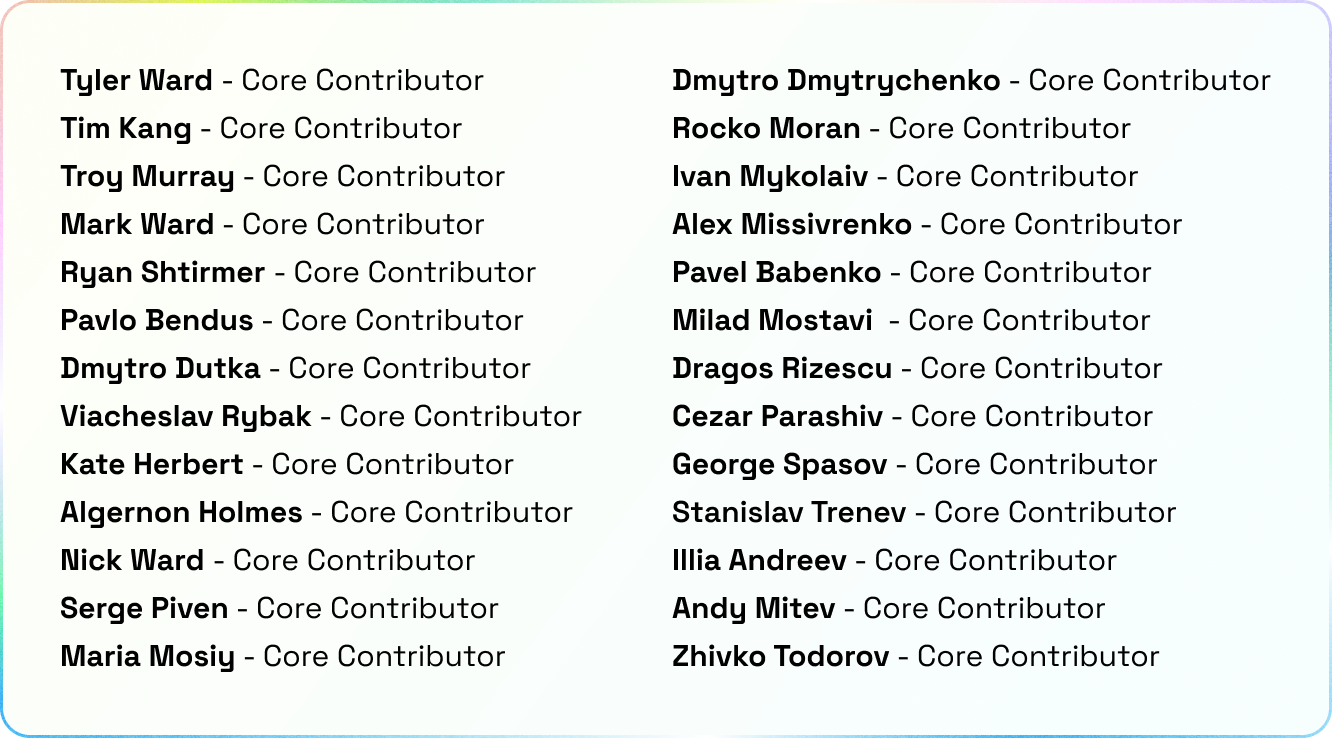 Tyler Ward - Core Contributor
Tim Kang - Core Contributor
Troy Murray - Core Contributor
Mark Ward - Core Contributor
Ryan Shtirmer - Core Contributor
Pavlo Bendus - Core Contributor
Dmytro Dutka - Core Contributor
Viacheslav Rybak - Core Contributor
Kate Herbert - Core Contributor
Algernon Holmes - Core Contributor
Nick Ward - Core Contributor
Serge Piven - Core Contributor
Maria Mosiy - Core Contributor
Dmytro Dmytrychenko - Core Contributor
Rocko Moran - Core Contributor
Ivan Mykolaiv - Core Contributor
Alex Missivrenko - Core Contributor
Pavel Babenko - Core Contributor
Milad Mostavi - Core Contributor
Dragos Rizescu - Core Contributor
Cezar Parashiv - Core Contributor
George Spasov - Core Contributor
Stanislav Trenev - Core Contributor
Illia Andreev - Core Contributor
Andy Mitev - Core Contributor
Zhivko Todorov - Core Contributor